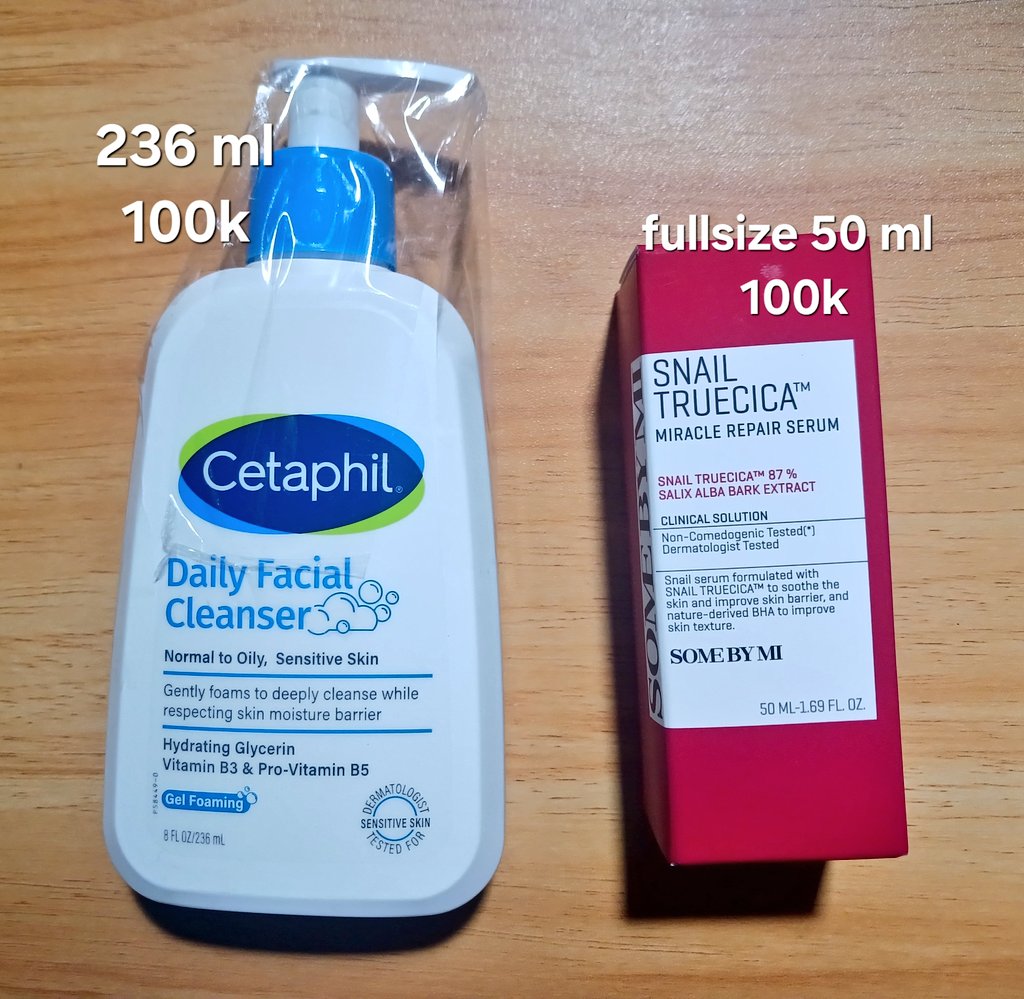 236 ml
100k
Cetaphil®
Daily Facial
Cleanser
Normal to Oily, Sensitive Skin
Gently foams to deeply cleanse while
respecting skin moisture barrier
Hydrating Glycerin
Vitamin B3 & Pro-Vitamin B5
Gel Foaming
8 FL OZ/236 mL
DERMATOLOGIST
SENSITIVE SKIN
TESTED FOR
fullsize 50 ml
100k
SNAIL
TRUECICA™
MIRACLE REPAIR SERUM
SNAIL TRUECICA™ 87 %
SALIX ALBA BARK EXTRACT
CLINICAL SOLUTION
Non-Comedogenic Tested(*)
Dermatologist Tested
Snail serum formulated with
SNAIL TRUECICA™ to soothe the
skin and improve skin barrier, and
nature-derived BHA to improve
skin texture.
SOME BY MI
50 ML-1.69 FL. OZ.
SOME BY MI